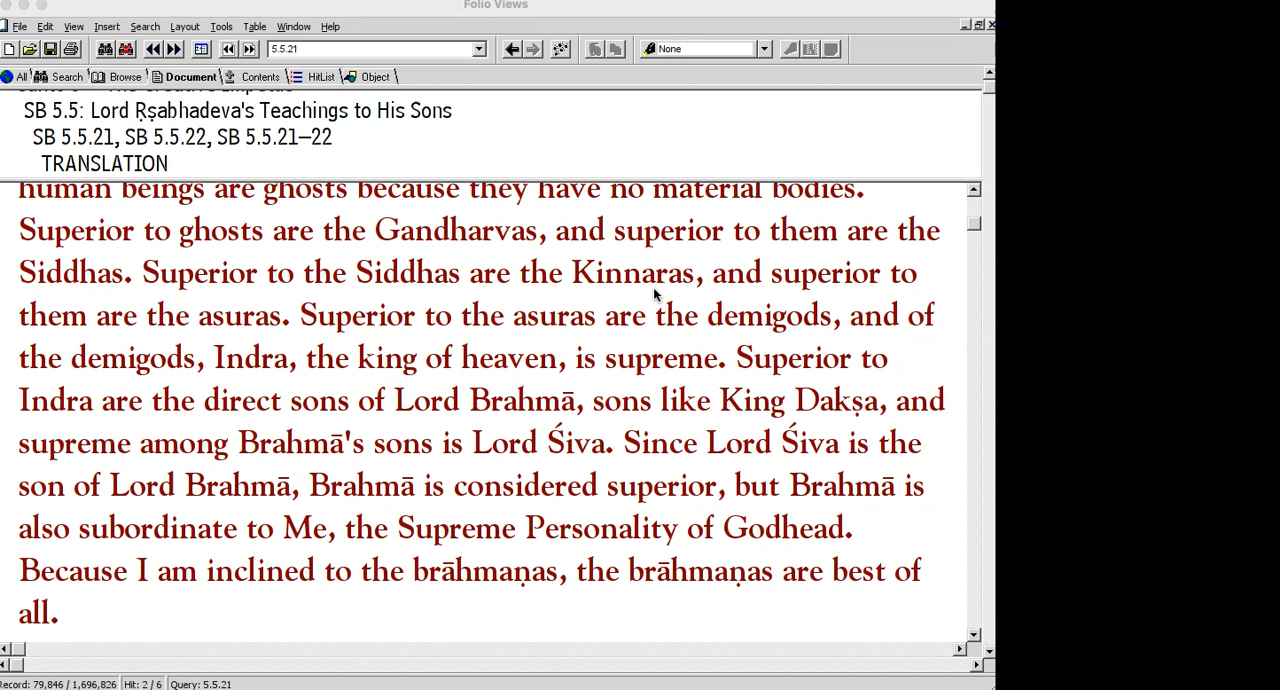 Folio Views
File Edit View Insert Search Layout Tools Table Window Help
5.5.21 None
All Search Browse Document Contents HitList Object
SB 5.5: Lord Ṛṣabhadeva's Teachings to His Sons
SB 5.5.21, SB 5.5.22, SB 5.5.21–22
TRANSLATION
human beings are ghosts because they have no material bodies.
Superior to ghosts are the Gandharvas, and superior to them are the
Siddhas. Superior to the Siddhas are the Kinnaras, and superior to
them are the asuras. Superior to the asuras are the demigods, and of
the demigods, Indra, the king of heaven, is supreme. Superior to
Indra are the direct sons of Lord Brahmā, sons like King Dakṣa, and
supreme among Brahmā's sons is Lord Śiva. Since Lord Śiva is the
son of Lord Brahmā, Brahmā is considered superior, but Brahmā is
also subordinate to Me, the Supreme Personality of Godhead.
Because I am inclined to the brāhmaṇas, the brāhmaṇas are best of
all.
Record: 79,846 / 1,696,826 Hit: 2 / 6 Query: 5.5.21